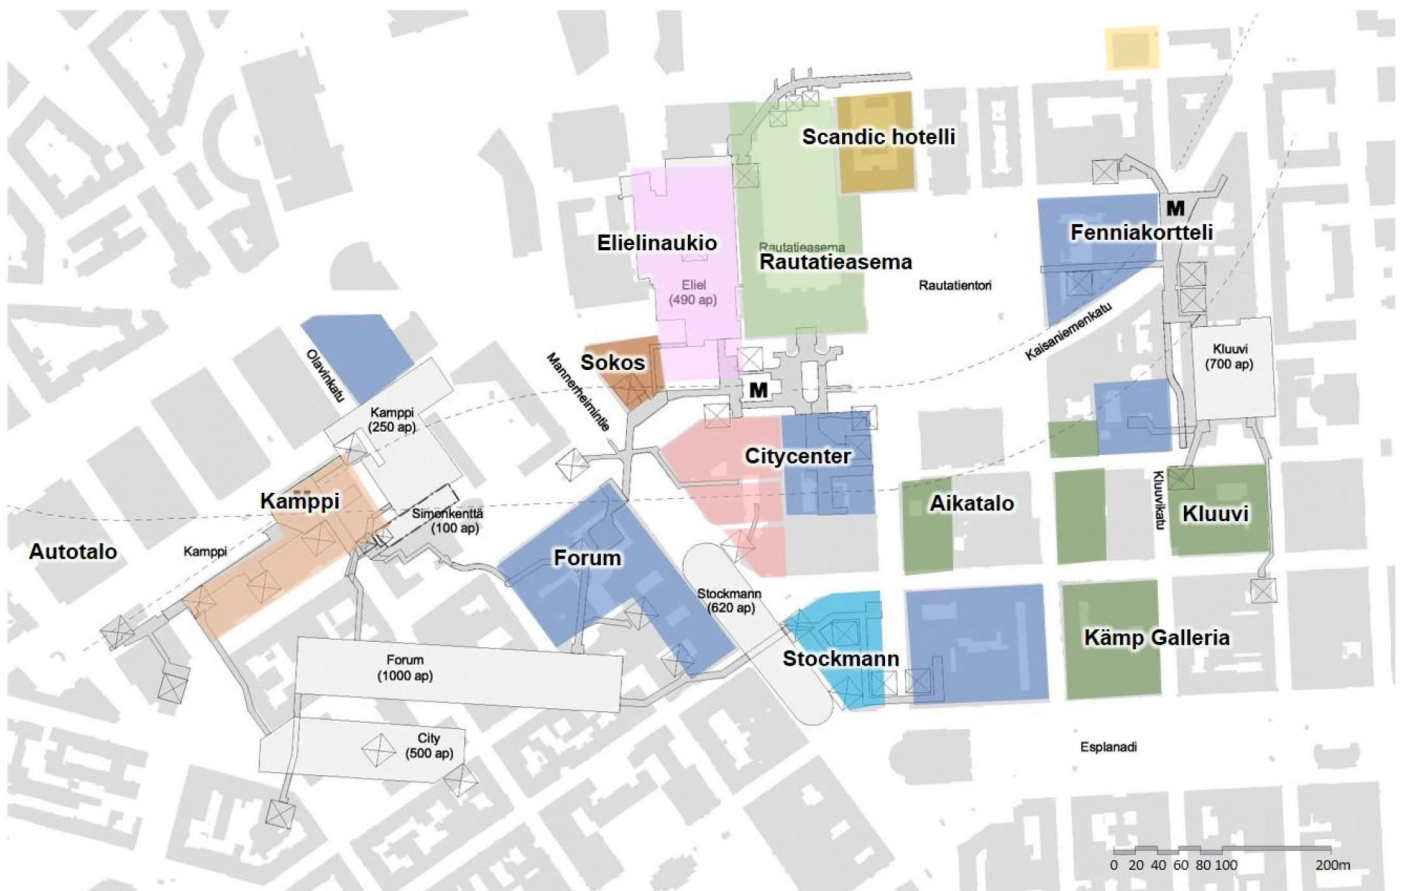 Scandic hotelli
M
Fenniakortteli
Elielinaukio
Rautatieasema
Rautatieasema
Eliel
(490 ap)
Rautatientori
Kaisaniemenkatu
Kluuvi
(700 ap)
Olavinkatu
Sokos
Mannerheimintie
M
Kamppi
(250 ap)
Citycenter
Kamppi
Simonkenttä
(100 ap)
Aikatalo
Kluuvikatu
Kluuvi
Autotalo
Kamppi
Forum
Stockmann
(620 ap)
Kämp Galleria
Stockmann
Forum
(1000 ap)
City
(500 ap)
Esplanadi
0 20 40 60 80 100 200m